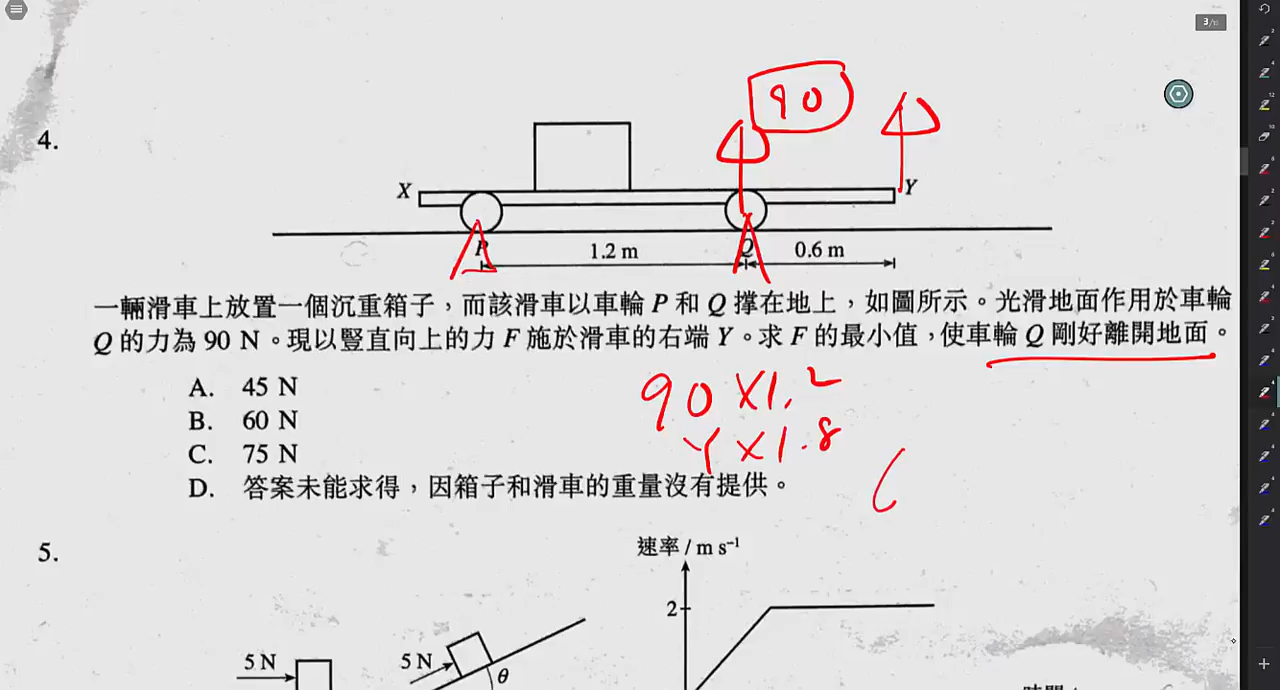 3/15
90
4.
X
Y
P
1.2 m
Q
0.6 m
一輛滑車上放置一個沉重箱子，而該滑車以車輪 P 和 Q 撑在地上，如圖所示。光滑地面作用於車輪
Q 的力為 90 N。現以豎直向上的力 F 施於滑車的右端 Y。求 F 的最小值，使車輪 Q 剛好離開地面。
A. 45 N
B. 60 N
C. 75 N
D. 答案未能求得，因箱子和滑車的重量沒有提供。
90 X1.2
Y X1.8
5.
速率 / m s⁻¹
2
5 N
5 N
θ